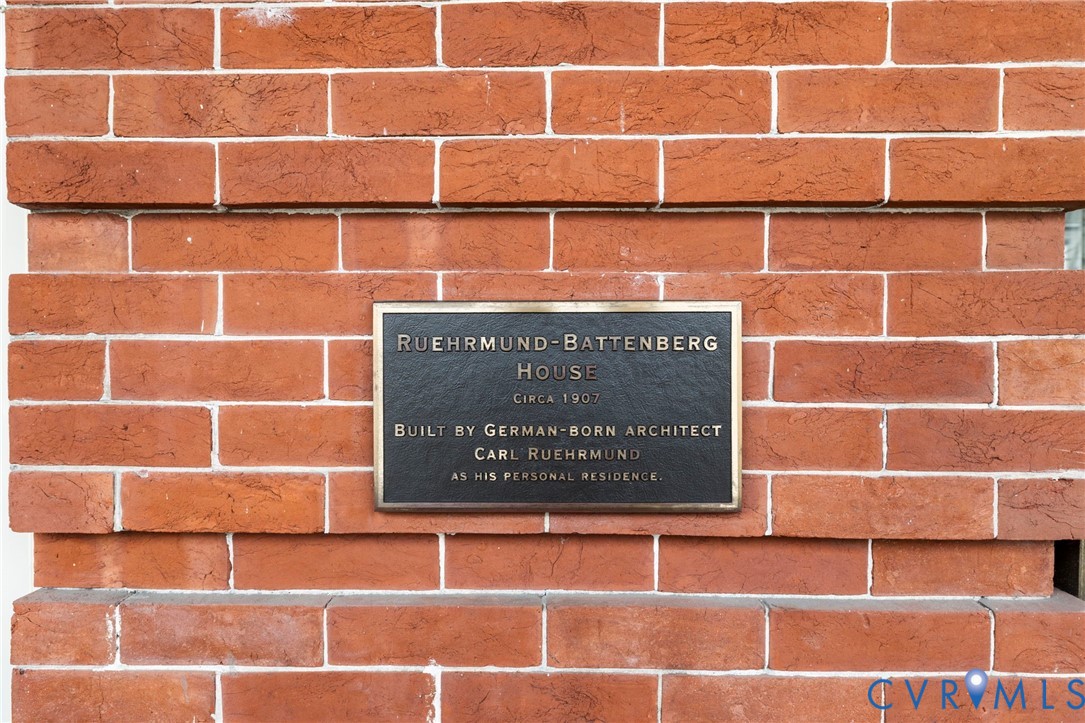 RUEHRMUND-BATTENBERG
HOUSE
CIRCA 1907
BUILT BY GERMAN-BORN ARCHITECT
CARL RUEHRMUND
AS HIS PERSONAL RESIDENCE.
CVRMLS